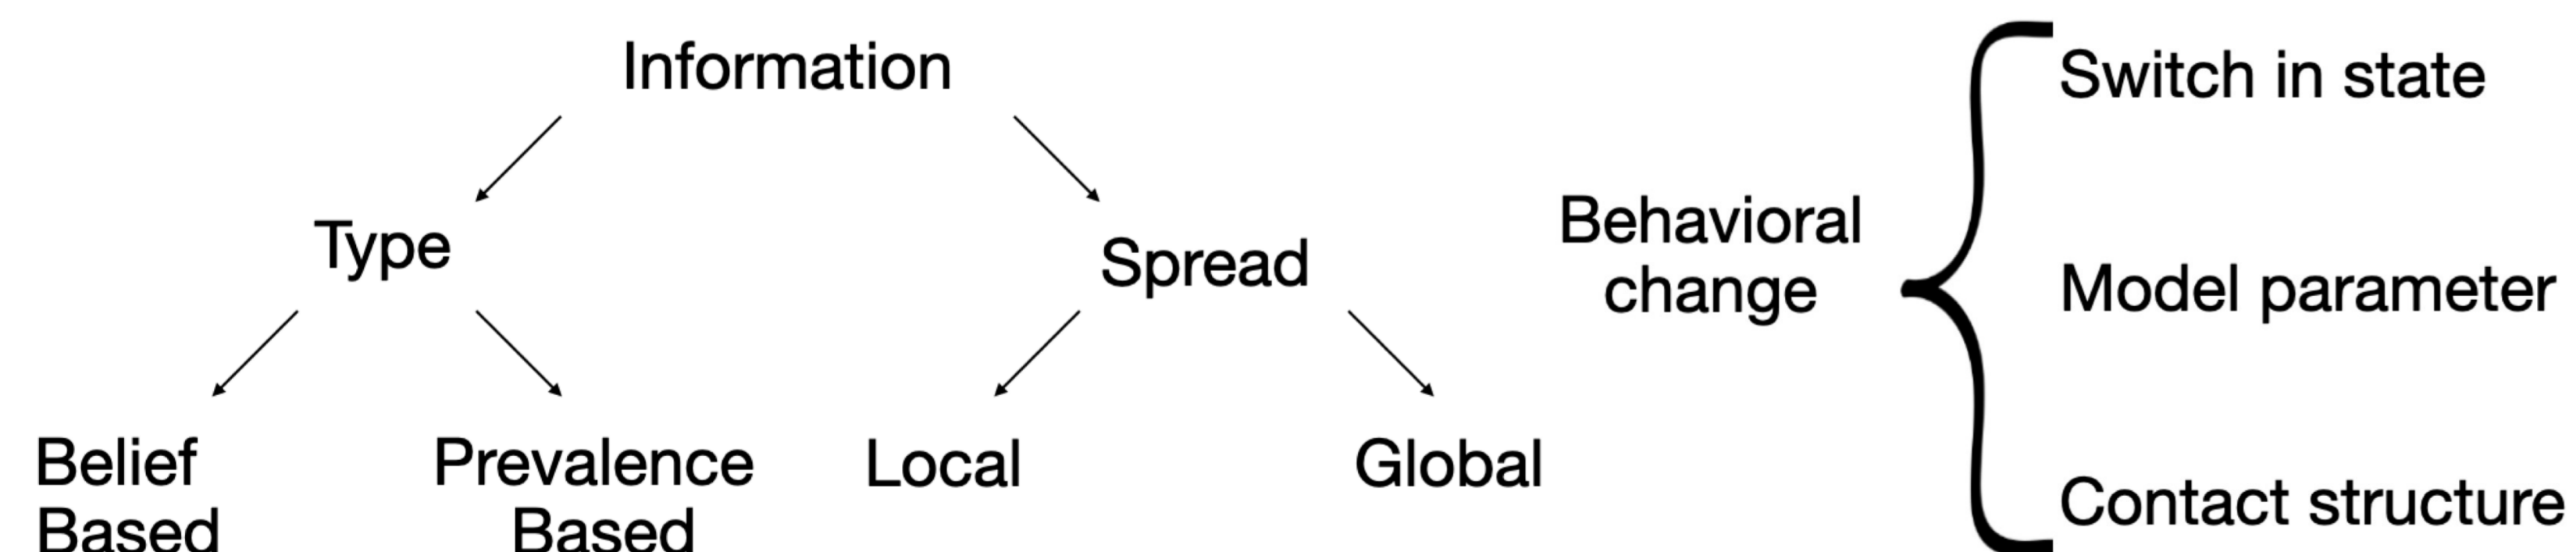 Information
Type
Spread
Belief
Based
Prevalence
Based
Local
Global
Behavioral
change
Switch in state
Model parameter
Contact structure